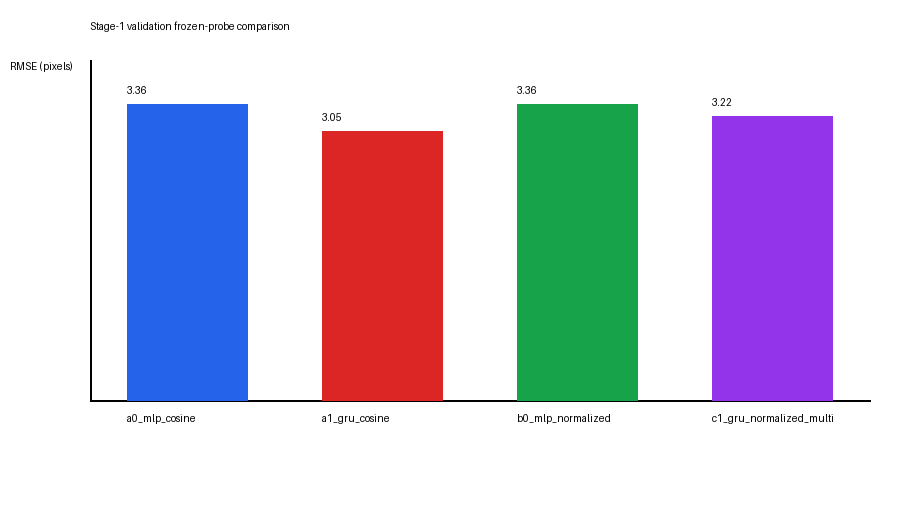 Stage-1 validation frozen-probe comparison
RMSE (pixels)
3.36
3.05
3.36
3.22
a0_mlp_cosine
a1_gru_cosine
b0_mlp_normalized
c1_gru_normalized_multi